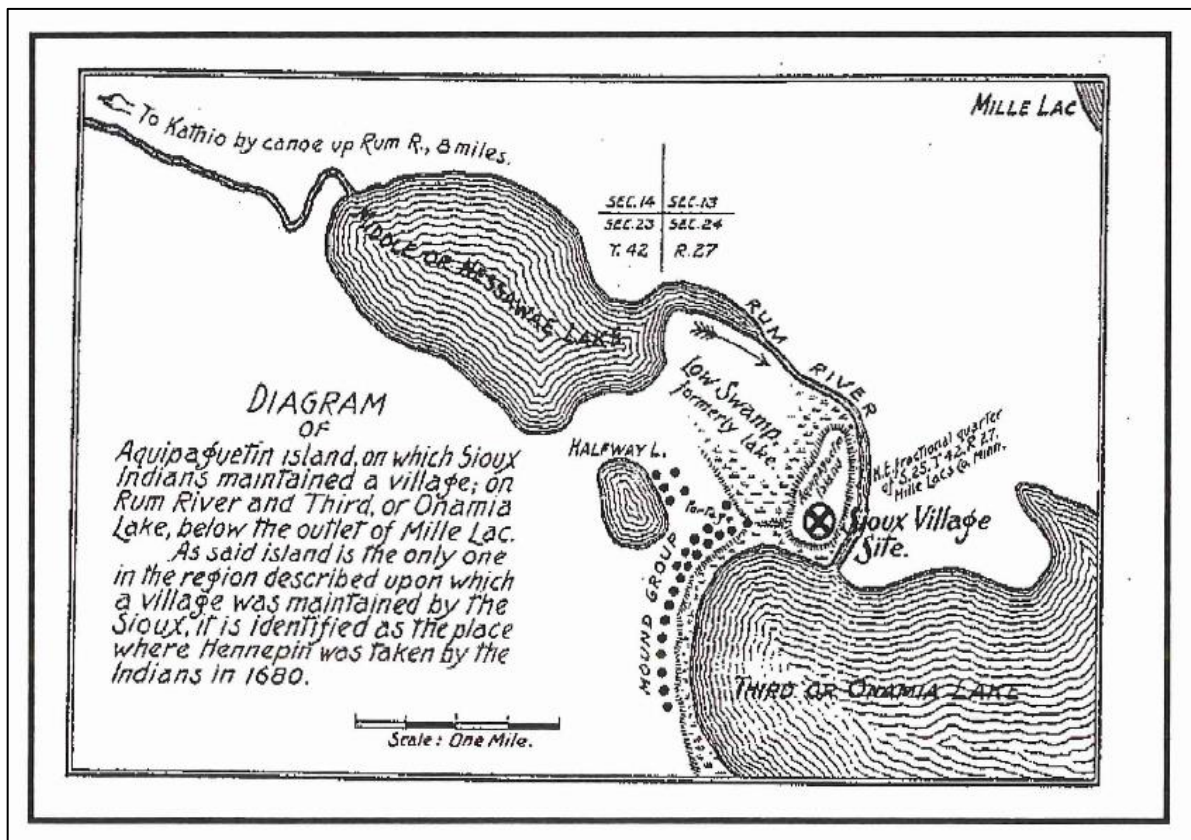 MILLE LAC
To Kathio by canoe up Rum R., 8 miles.
SEC. 14 SEC. 13
SEC. 23 SEC. 24
T. 42 R. 27
MIDDLE OR NESSAWAE LAKE
RUM RIVER
Low Swamp,
formerly lake.
HALFWAY L.
Portage
Aquipaguetin
Island
N.E. fractional quarter
of S. 25. T. 42. R. 27.
Mille Lacs Co. Minn.
Sioux Village
Site.
MOUND GROUP
THIRD OR ONAMIA LAKE
DIAGRAM
OF
Aquipaguetin island, on which Sioux
Indians maintained a village; on
Rum River and Third, or Onamia
Lake, below the outlet of Mille Lac.
As said island is the only one
in the region described upon which
a village was maintained by the
Sioux, it is identified as the place
where Hennepin was taken by the
Indians in 1680.
Scale: One Mile.